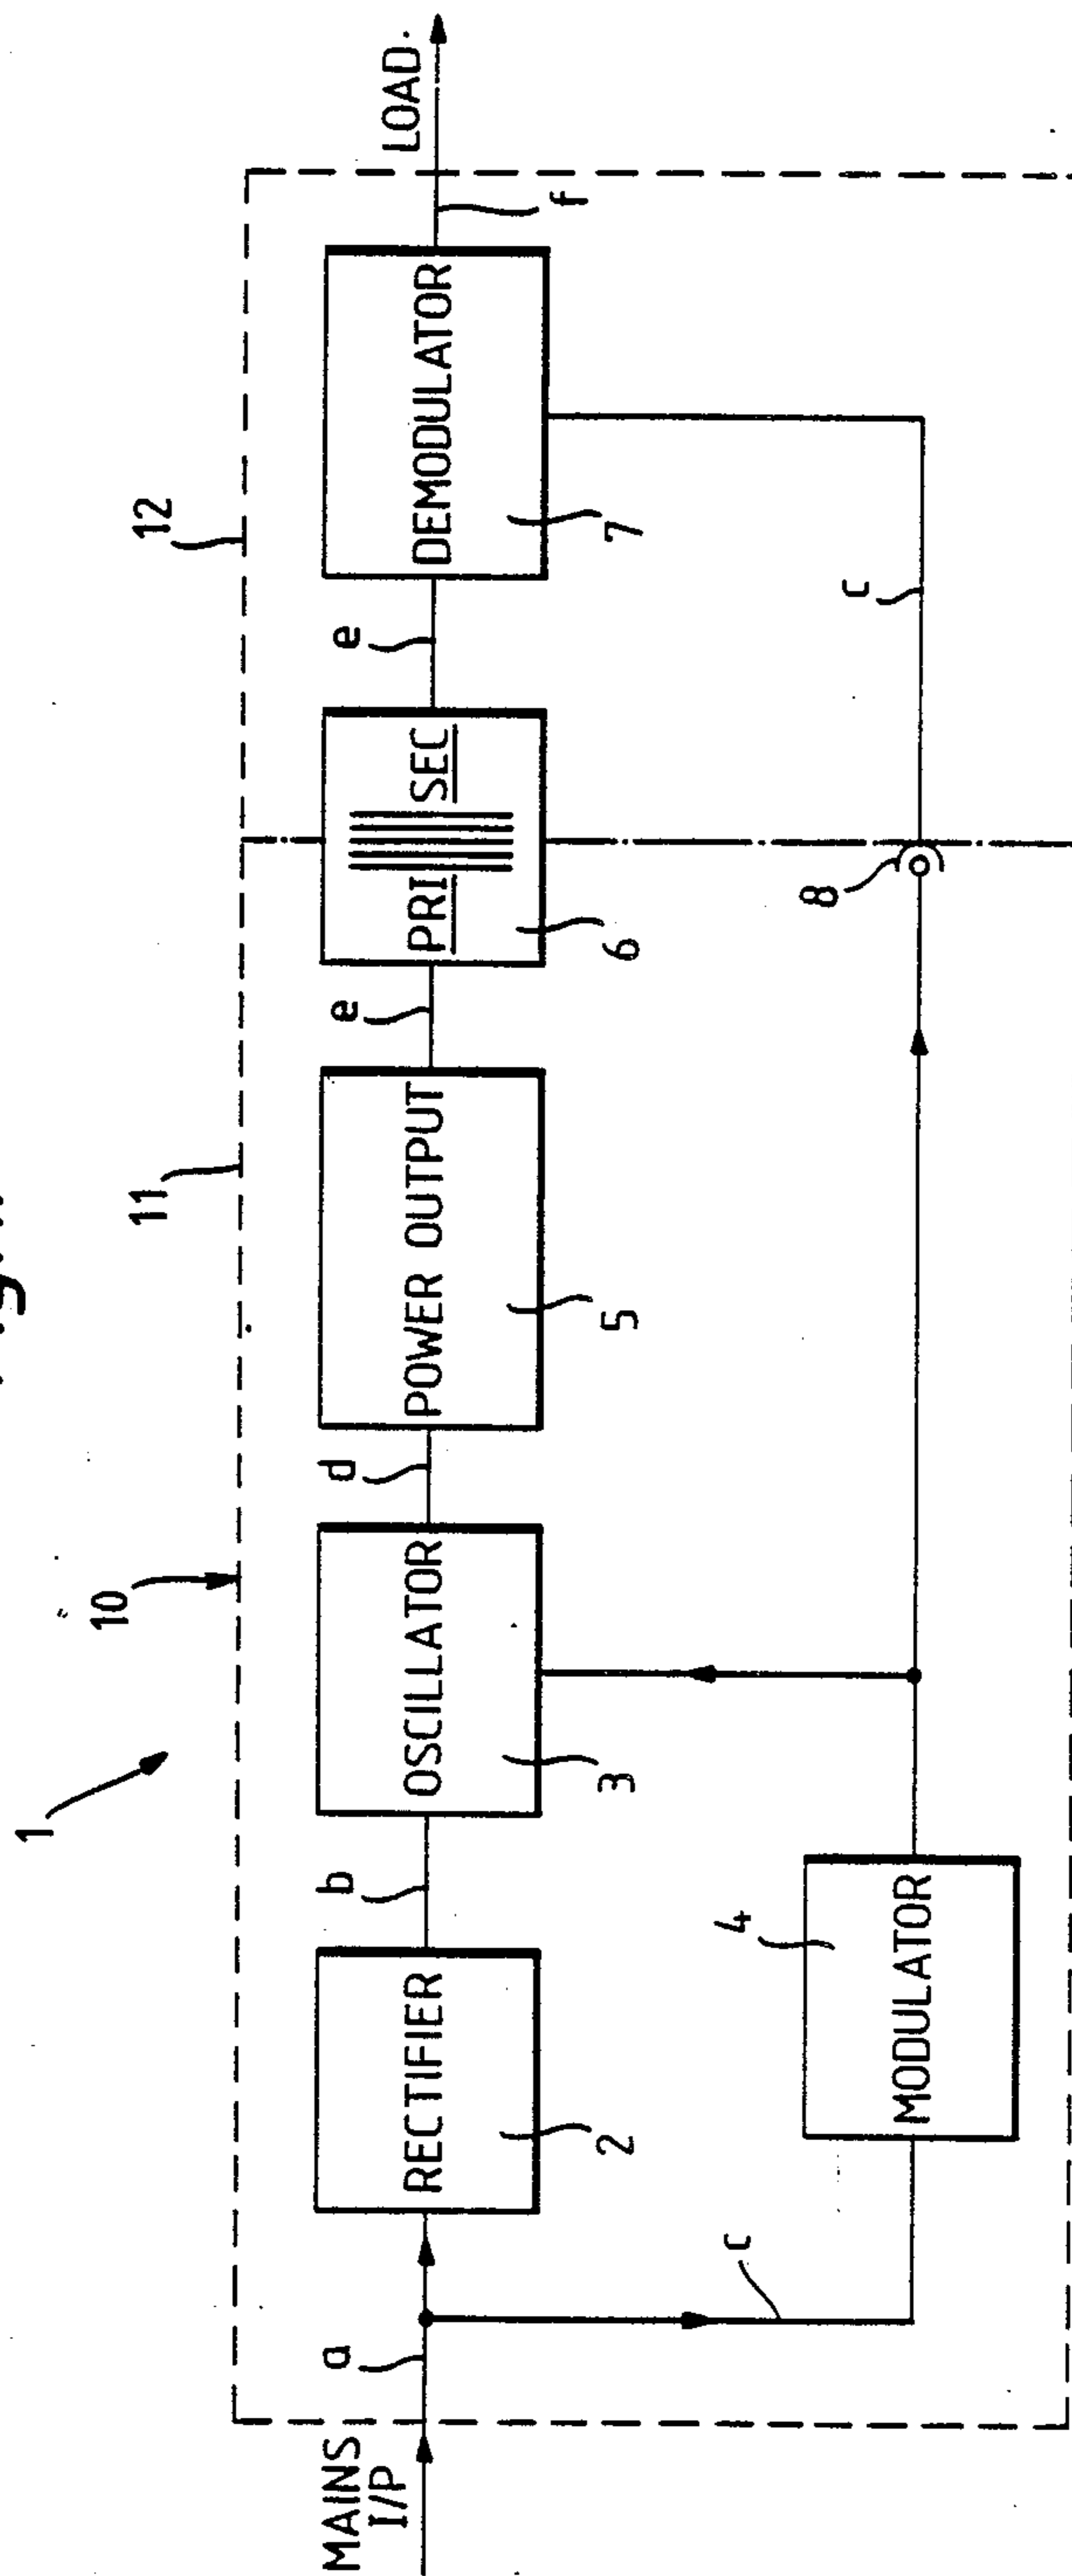 1
10
11
12
MAINS
I/P
a
RECTIFIER
2
b
OSCILLATOR
3
d
POWER OUTPUT
5
e
PRI
SEC
6
e
DEMODULATOR
7
f
LOAD.
c
MODULATOR
4
8
c